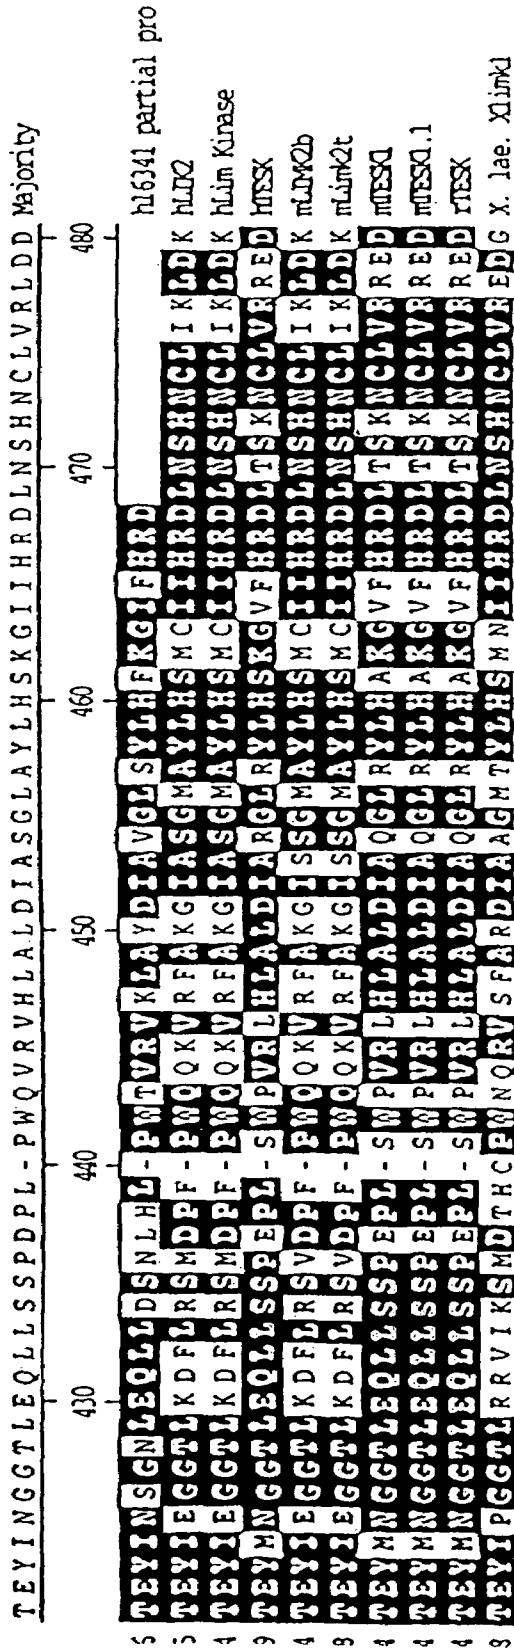 TEYINGGTLEQLLSSPDPL-PWQVRVHLALDIASGLAYLHSKGIIHRDLNSHNCLVRLDD Majority
430 440 450 460 470 480
TEYINSGNLEQLLDSNLHL-PWTVRVKLAYDIAVGLSYLHFKGIFHRD h16341 partial pro
TEYIEGGTLKDFLRSMDPF-PWQQKVRFAKGIASGMAYLHSMCIIHRDLNSHNCLIKLDK
TEYIEGGTLKDFLRSMDPF-PWQQKVRFAKGIASGMAYLHSMCIIHRDLNSHNCLIKLDK hLim Kinase
TEYMNGGTLEQLLSSPEPL-SWPVRLHLALDIARGLRYLHSKGVFHRDLTSKNCLVRRED hTESK
TEYIEGGTLKDFLRSVDPF-PWQQKVRFAKGISSGMAYLHSMCIIHRDLNSHNCLIKLDK mLIMK2b
TEYIEGGTLKDFLRSVDPF-PWQQKVRFAKGISSGMAYLHSMCIIHRDLNSHNCLIKLDK mLimk2t
TEYMNGGTLEQLLSSPEPL-SWPVRLHLALDIAQGLRYLHAKGVFHRDLTSKNCLVRRED mTESK1
TEYMNGGTLEQLLSSPEPL-SWPVRLHLALDIAQGLRYLHAKGVFHRDLTSKNCLVRRED mTESK1.1
TEYMNGGTLEQLLSSPEPL-SWPVRLHLALDIAQGLRYLHAKGVFHRDLTSKNCLVRRED rTESK
TEYIPGGTLRRVIKSMDTHCPWNQRVSFARDIAAGMTYLHSMNIIHRDLNSHNCLVREDG X. lae. Xlimk1